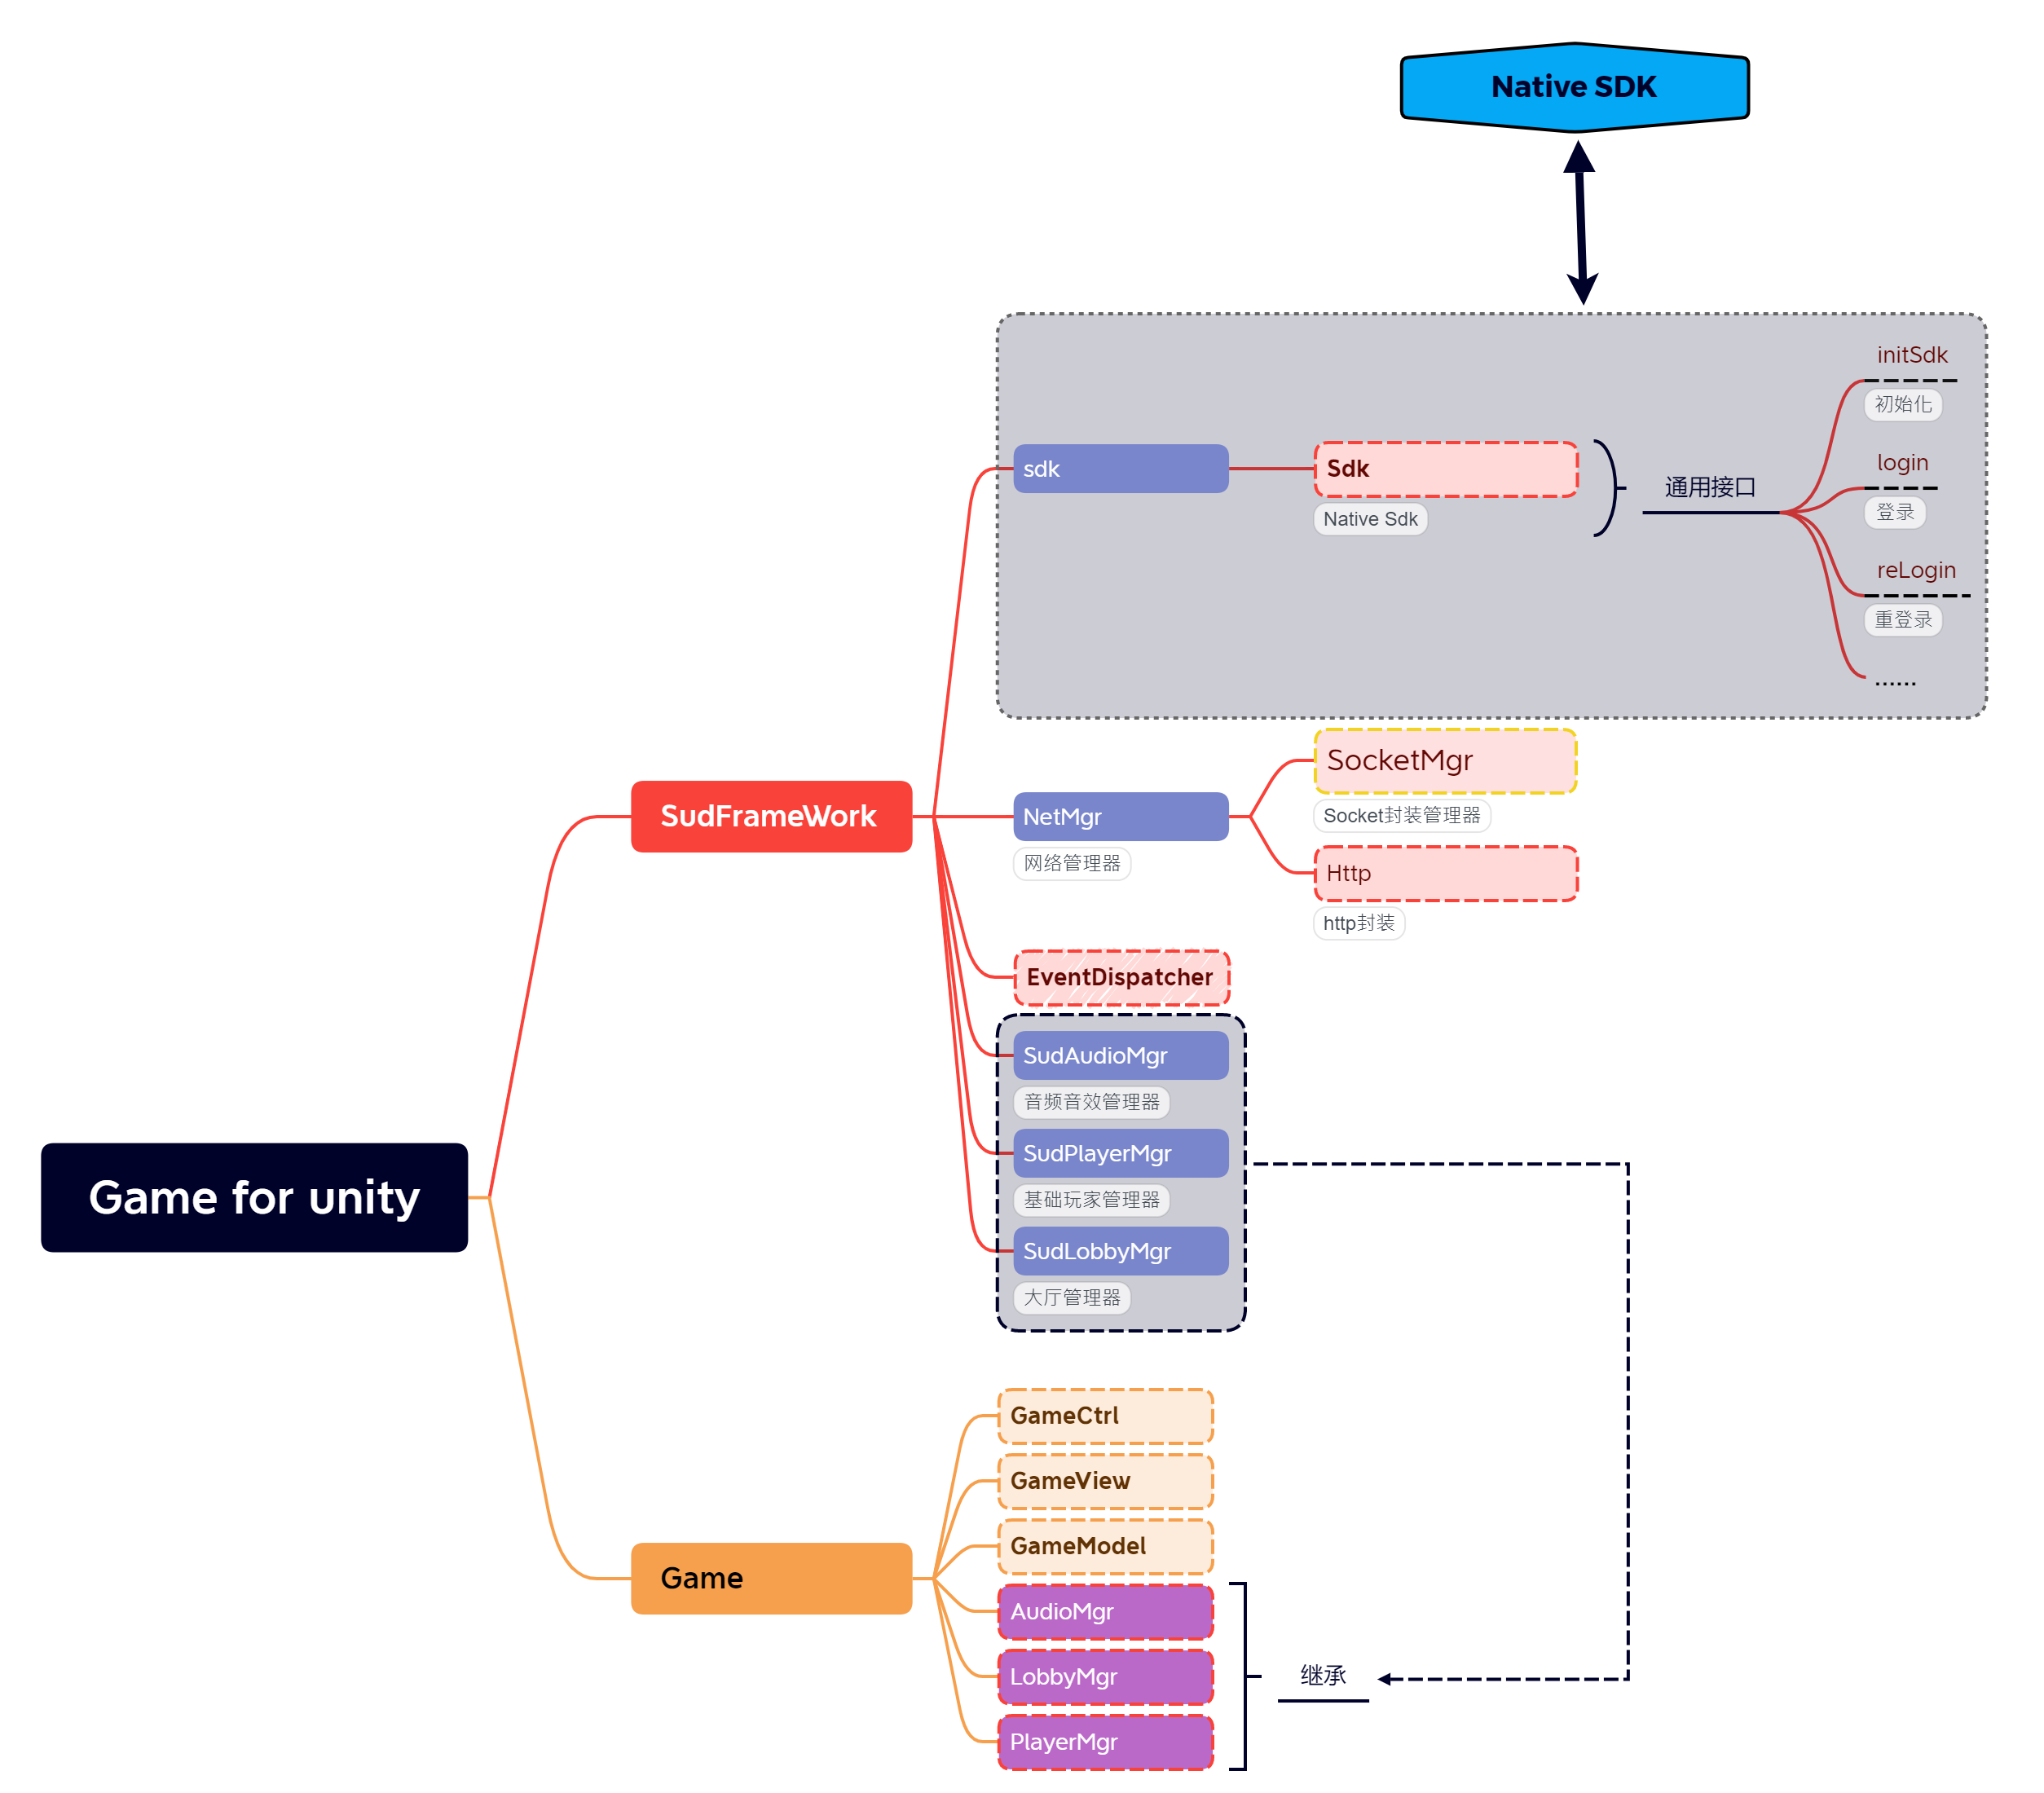 Native SDK
initSdk
初始化
sdk
Sdk
Native Sdk
通用接口
login
登录
reLogin
重登录
......
SudFrameWork
NetMgr
网络管理器
SocketMgr
Socket封装管理器
Http
http封装
EventDispatcher
SudAudioMgr
音频音效管理器
SudPlayerMgr
基础玩家管理器
SudLobbyMgr
大厅管理器
Game for unity
Game
GameCtrl
GameView
GameModel
AudioMgr
LobbyMgr
PlayerMgr
继承